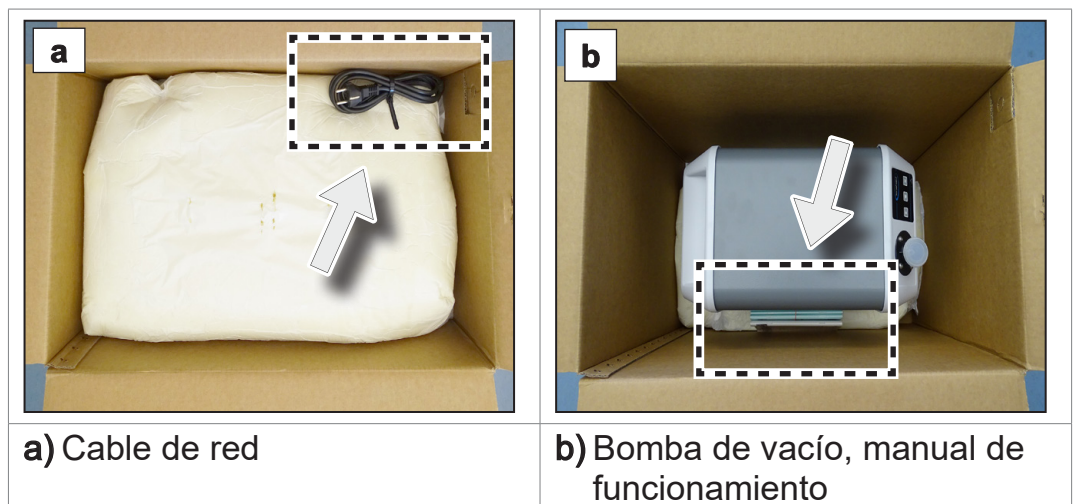 a
b
a) Cable de red
b) Bomba de vacío, manual de
funcionamiento